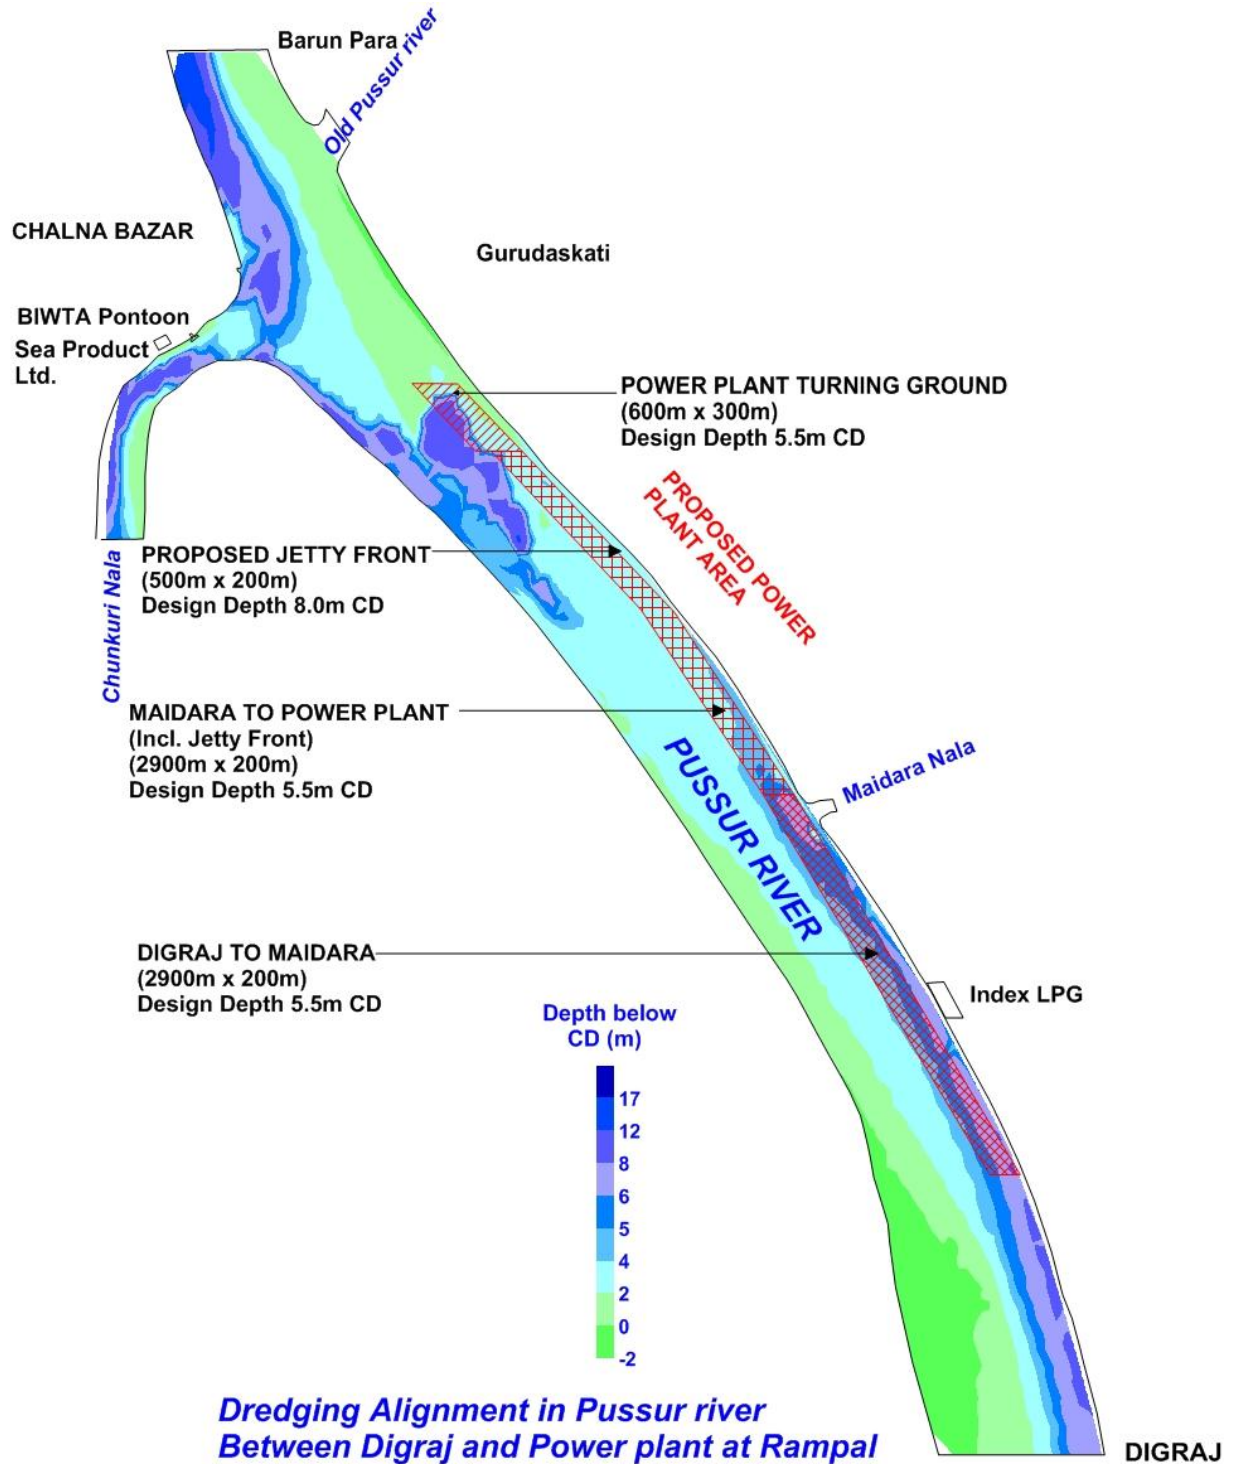 Barun Para
Old Pussur river
CHALNA BAZAR
Gurudaskati
BIWTA Pontoon
Sea Product
Ltd.
POWER PLANT TURNING GROUND
(600m x 300m)
Design Depth 5.5m CD
PROPOSED POWER
PLANT AREA
PROPOSED JETTY FRONT
(500m x 200m)
Design Depth 8.0m CD
Chunkuri Nala
MAIDARA TO POWER PLANT
(Incl. Jetty Front)
(2900m x 200m)
Design Depth 5.5m CD
PUSSUR RIVER
Maidara Nala
DIGRAJ TO MAIDARA
(2900m x 200m)
Design Depth 5.5m CD
Index LPG
Depth below
CD (m)
17
12
8
6
5
4
2
0
-2
Dredging Alignment in Pussur river
Between Digraj and Power plant at Rampal
DIGRAJ